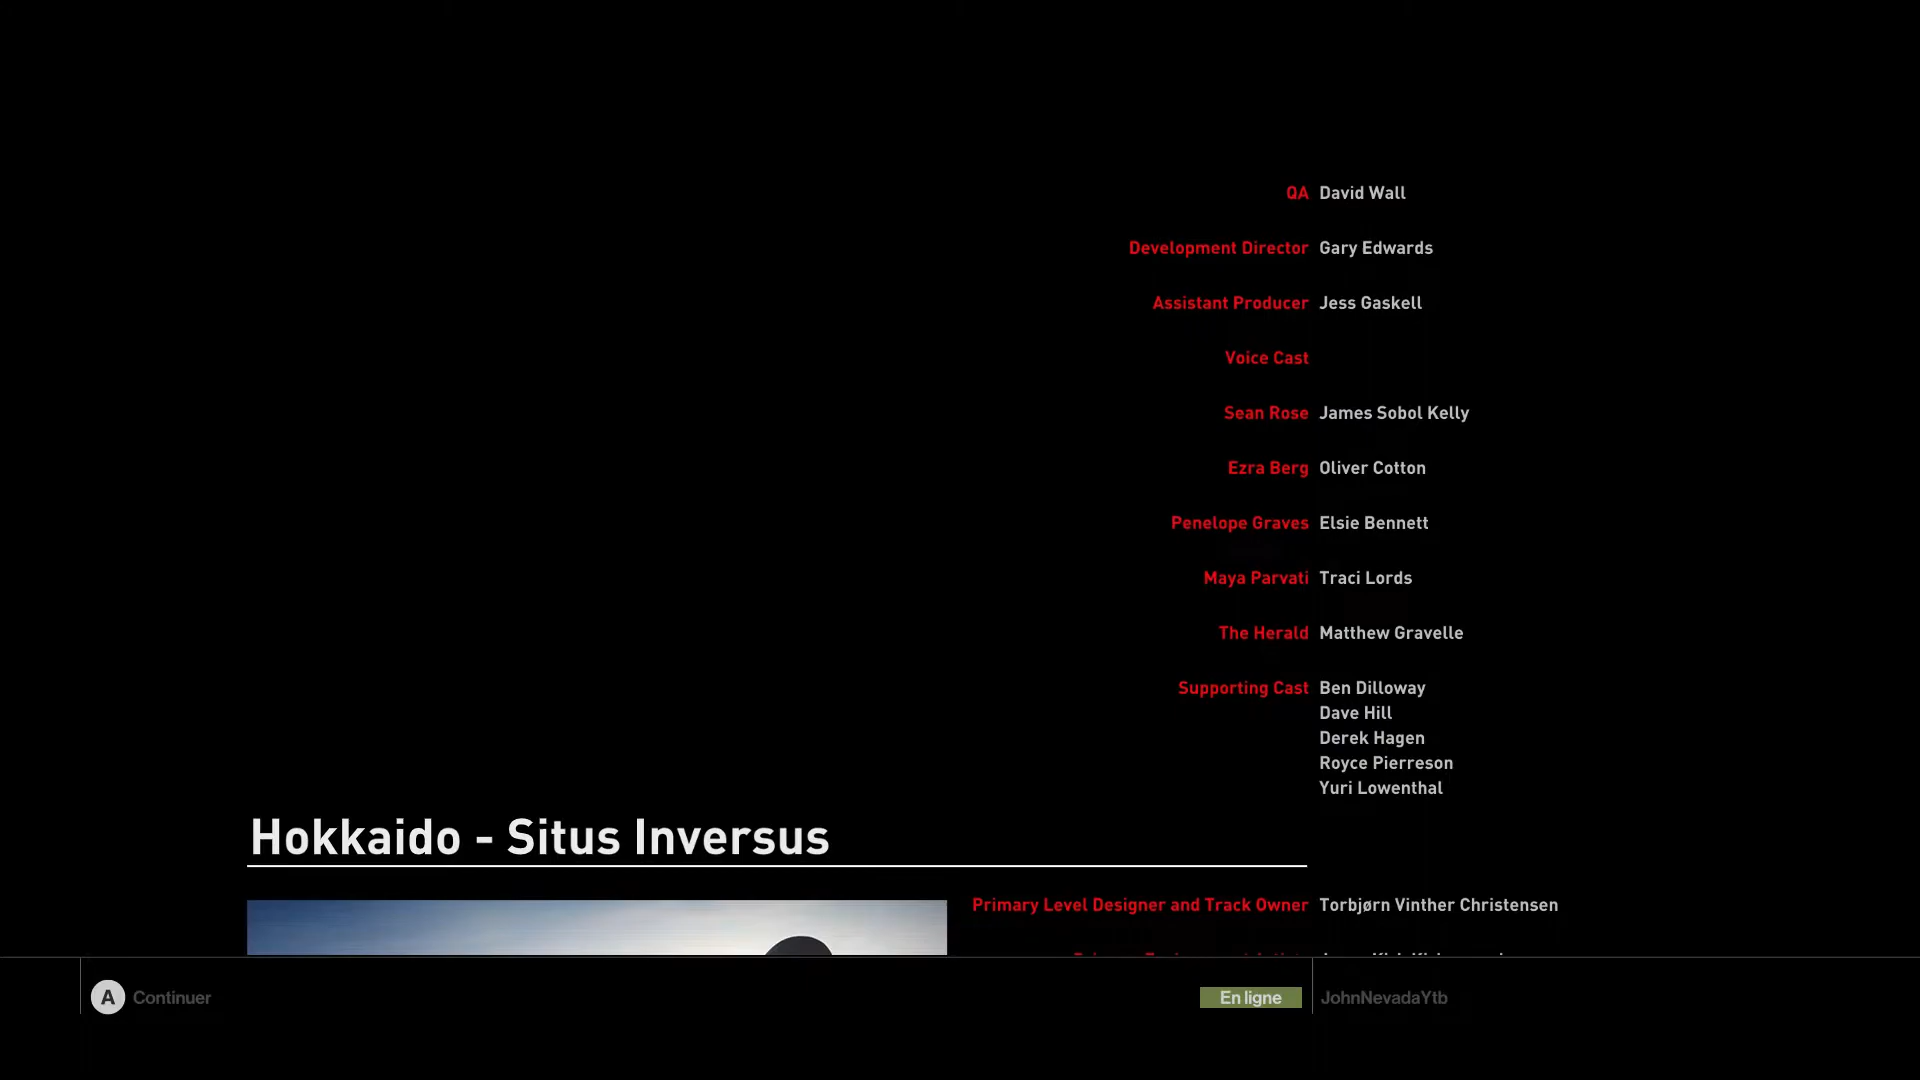 QA David Wall
Development Director Gary Edwards
Assistant Producer Jess Gaskell
Voice Cast
Sean Rose James Sobol Kelly
Ezra Berg Oliver Cotton
Penelope Graves Elsie Bennett
Maya Parvati Traci Lords
The Herald Matthew Gravelle
Supporting Cast Ben Dilloway
Dave Hill
Derek Hagen
Royce Pierreson
Yuri Lowenthal
Hokkaido - Situs Inversus
Primary Level Designer and Track Owner Torbjørn Vinther Christensen
A Continuer
En ligne JohnNevadaYtb